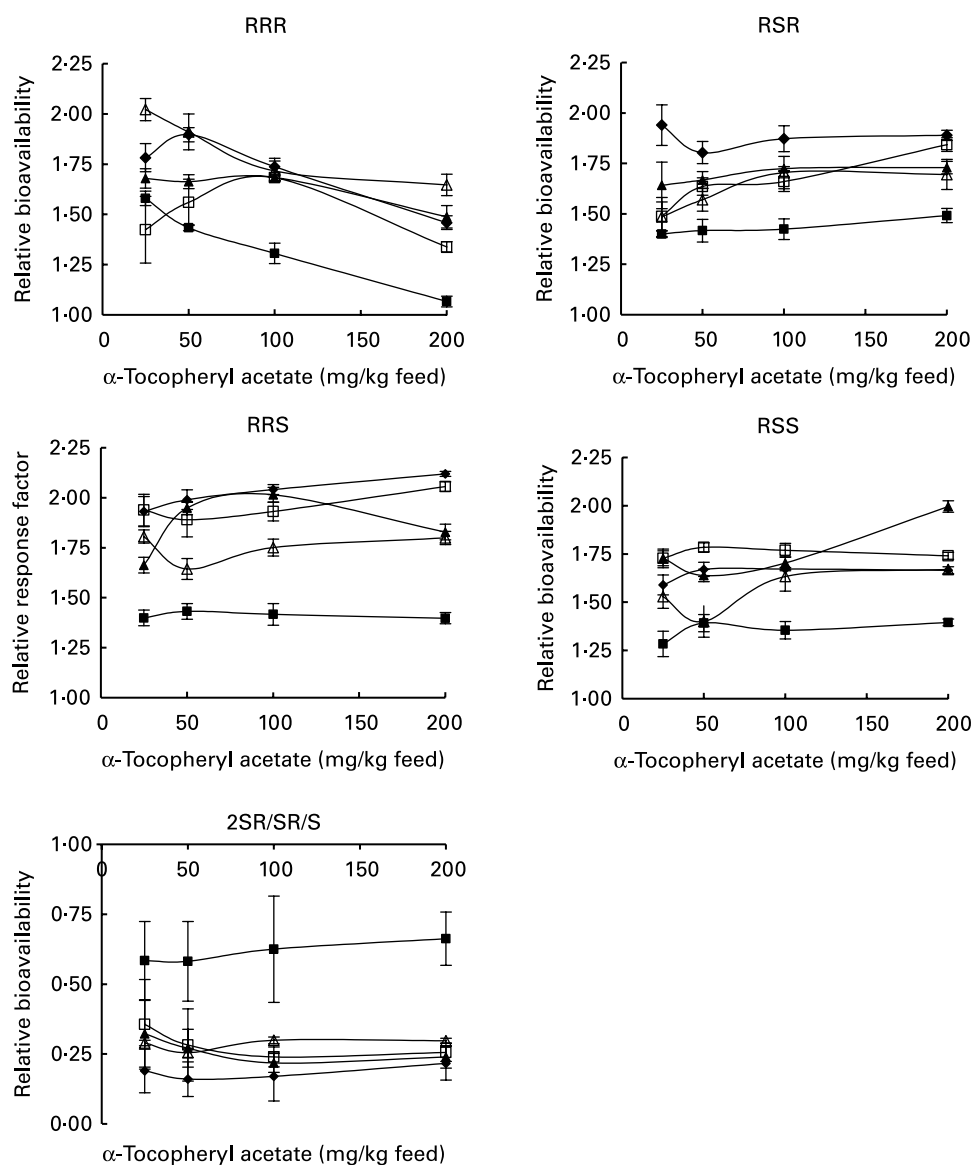 RRR
2·25
2·00
1·75
1·50
1·25
1·00
Relative bioavailability
0 50 100 150 200
α-Tocopheryl acetate (mg/kg feed)
RSR
2·25
2·00
1·75
1·50
1·25
1·00
Relative bioavailability
0 50 100 150 200
α-Tocopheryl acetate (mg/kg feed)
RRS
2·25
2·00
1·75
1·50
1·25
1·00
Relative response factor
0 50 100 150 200
α-Tocopheryl acetate (mg/kg feed)
RSS
2·25
2·00
1·75
1·50
1·25
1·00
Relative bioavailability
0 50 100 150 200
α-Tocopheryl acetate (mg/kg feed)
2SR/SR/S
1·00
0·75
0·50
0·25
0·00
Relative bioavailability
0 50 100 150 200
α-Tocopheryl acetate (mg/kg feed)